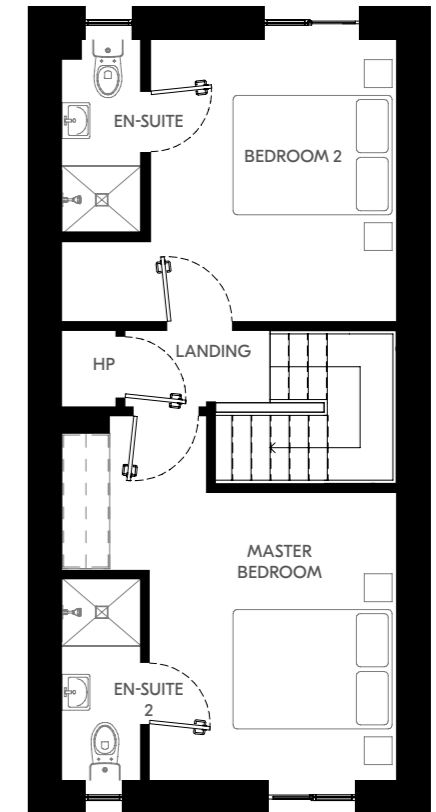 EN-SUITE
BEDROOM 2
HP
LANDING
MASTER
BEDROOM
EN-SUITE
2